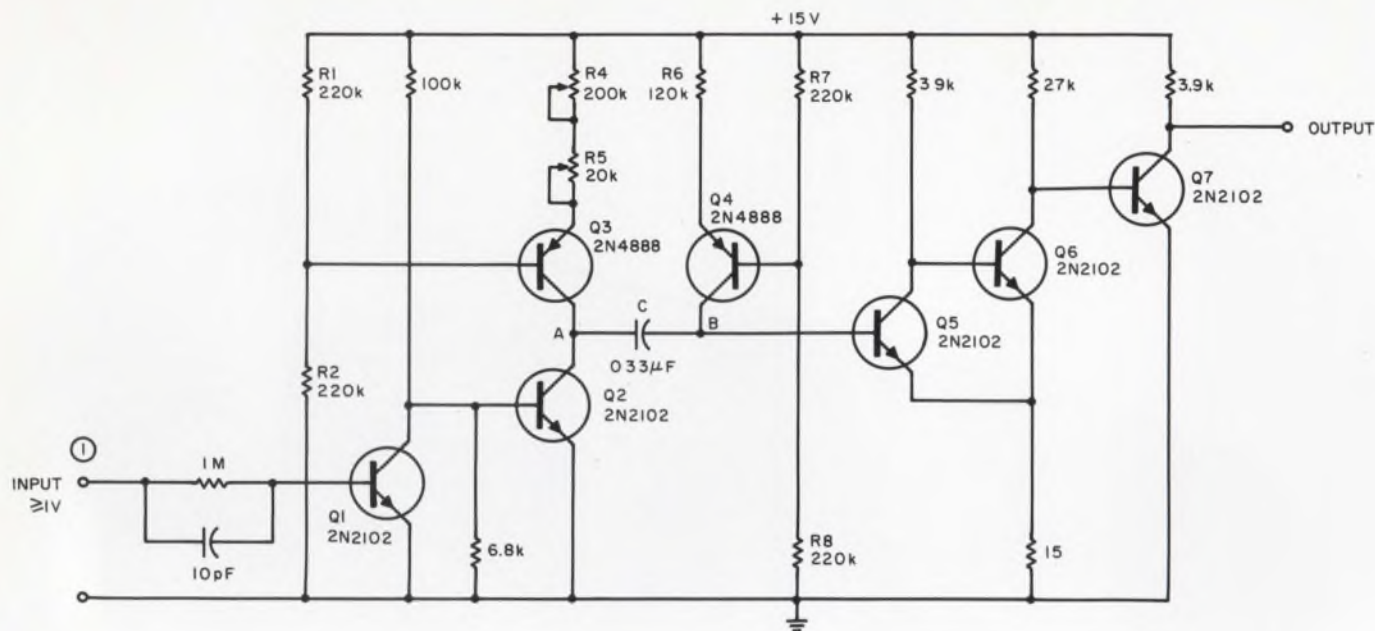 +15V
R1
220k
100k
R4
200k
R6
120k
R7
220k
3.9k
27k
3.9k
OUTPUT
R5
20k
Q7
2N2102
Q4
2N4888
Q3
2N4888
Q6
2N2102
A
C
B
Q5
2N2102
033µF
R2
220k
Q2
2N2102
1
1M
INPUT
≥1V
Q1
2N2102
10pF
6.8k
R8
220k
15